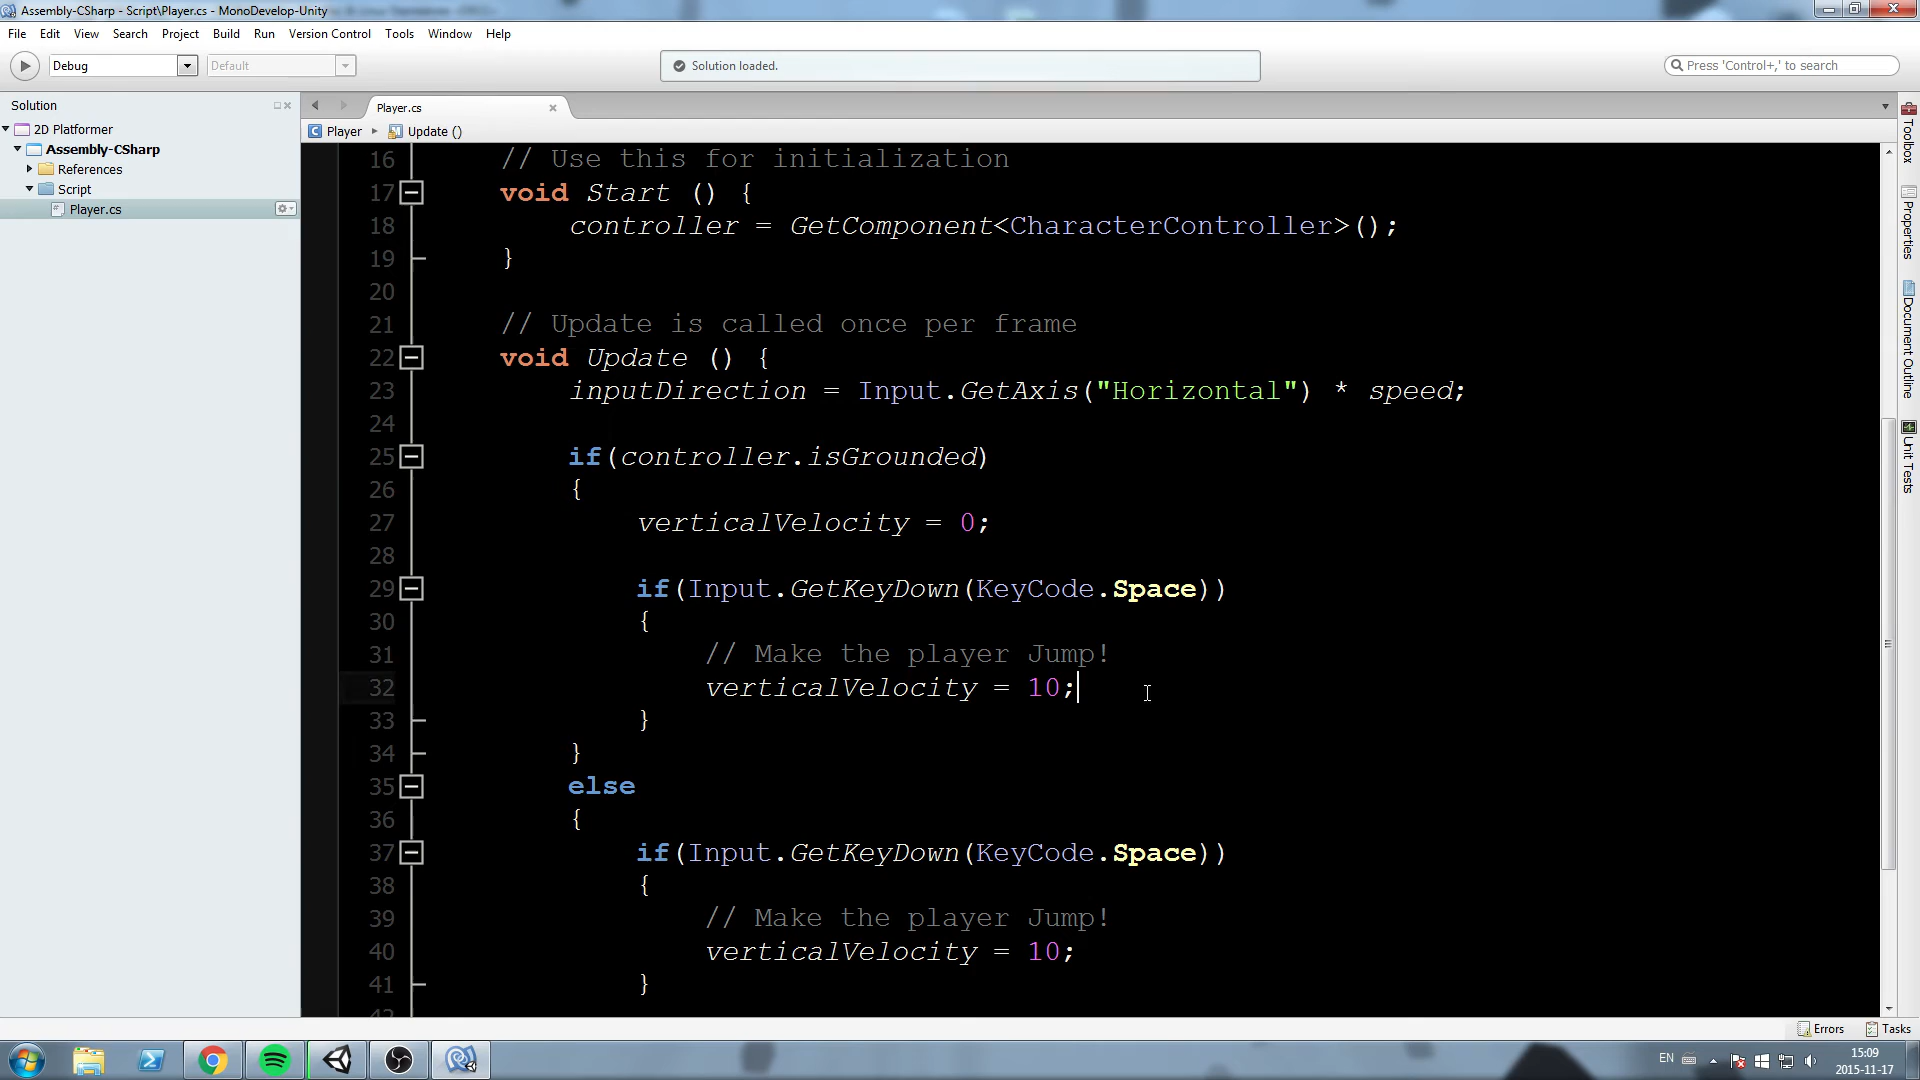 Assembly-CSharp - Script\Player.cs - MonoDevelop-Unity
File Edit View Search Project Build Run Version Control Tools Window Help
Debug Default Solution loaded. Press 'Control+,' to search
Solution
2D Platformer
Assembly-CSharp
References
Script
Player.cs
Player.cs
Player Update ()
16 // Use this for initialization
17 void Start () {
18 controller = GetComponent<CharacterController>();
19 }
20
21 // Update is called once per frame
22 void Update () {
23 inputDirection = Input.GetAxis("Horizontal") * speed;
24
25 if(controller.isGrounded)
26 {
27 verticalVelocity = 0;
28
29 if(Input.GetKeyDown(KeyCode.Space))
30 {
31 // Make the player Jump!
32 verticalVelocity = 10;
33 }
34 }
35 else
36 {
37 if(Input.GetKeyDown(KeyCode.Space))
38 {
39 // Make the player Jump!
40 verticalVelocity = 10;
41 }
Toolbox
Properties
Document Outline
Unit Tests
Errors Tasks
EN
15:09
2015-11-17